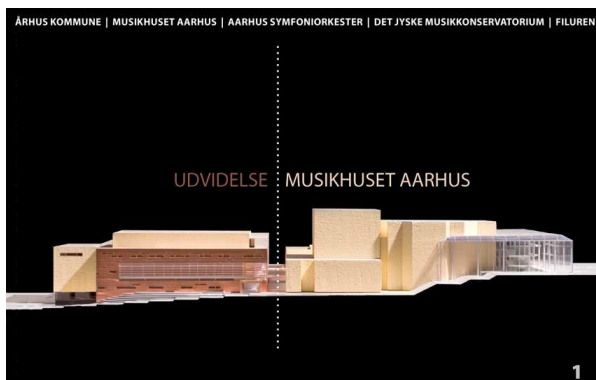 ÅRHUS KOMMUNE | MUSIKHUSET AARHUS | AARHUS SYMFONIORKESTER | DET JYSKE MUSIKKONSERVATORIUM | FILUREN
UDVIDELSE MUSIKHUSET AARHUS
1